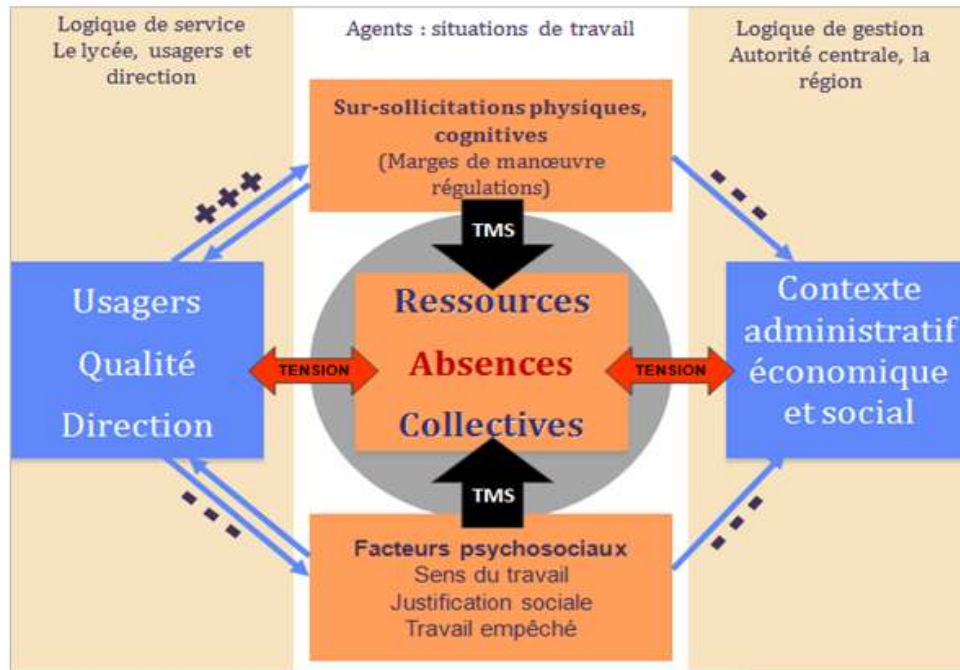 Logique de service
Le lycée, usagers et
direction
Agents : situations de travail
Logique de gestion
Autorité centrale, la
région
Sur-sollicitations physiques,
cognitives
(Marges de manœuvre
régulations)
TMS
Usagers
Qualité
Direction
TENSION
Ressources
Absences
Collectives
TENSION
Contexte
administratif
économique
et social
TMS
Facteurs psychosociaux
Sens du travail
Justification sociale
Travail empêché